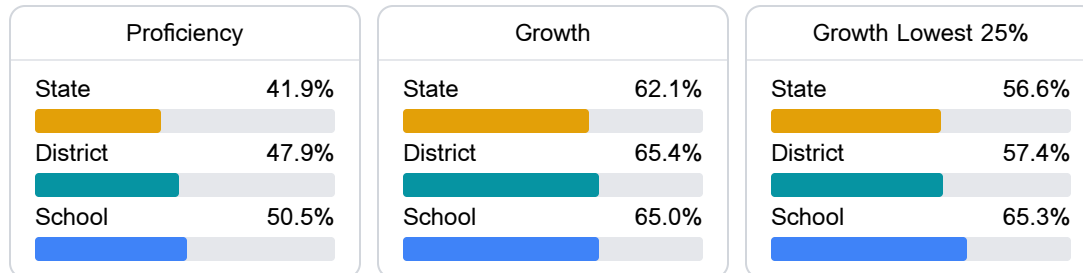 Proficiency
State 41.9%
District 47.9%
School 50.5%
Growth
State 62.1%
District 65.4%
School 65.0%
Growth Lowest 25%
State 56.6%
District 57.4%
School 65.3%